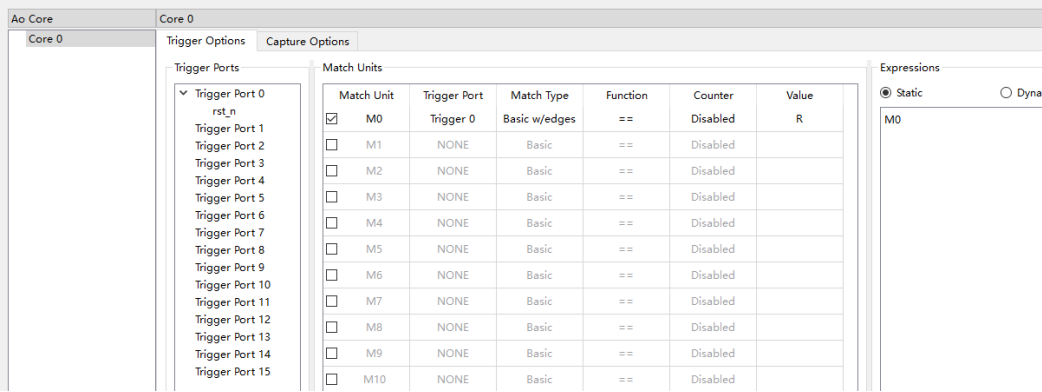 Ao Core
Core 0
Core 0
Trigger Options Capture Options
Trigger Ports
Trigger Port 0
rst_n
Trigger Port 1
Trigger Port 2
Trigger Port 3
Trigger Port 4
Trigger Port 5
Trigger Port 6
Trigger Port 7
Trigger Port 8
Trigger Port 9
Trigger Port 10
Trigger Port 11
Trigger Port 12
Trigger Port 13
Trigger Port 14
Trigger Port 15
Match Units
Match Unit Trigger Port Match Type Function Counter Value
M0 Trigger 0 Basic w/edges == Disabled R
M1 NONE Basic == Disabled
M2 NONE Basic == Disabled
M3 NONE Basic == Disabled
M4 NONE Basic == Disabled
M5 NONE Basic == Disabled
M6 NONE Basic == Disabled
M7 NONE Basic == Disabled
M8 NONE Basic == Disabled
M9 NONE Basic == Disabled
M10 NONE Basic == Disabled
Expressions
Static Dyna
M0